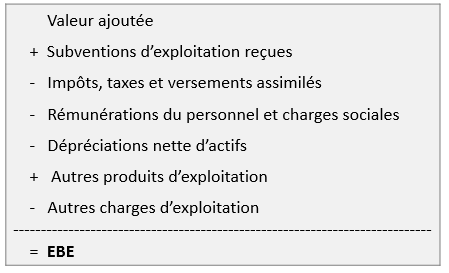 Valeur ajoutée
+ Subventions d’exploitation reçues
- Impôts, taxes et versements assimilés
- Rémunérations du personnel et charges sociales
- Dépréciations nette d’actifs
+ Autres produits d’exploitation
- Autres charges d’exploitation
= EBE